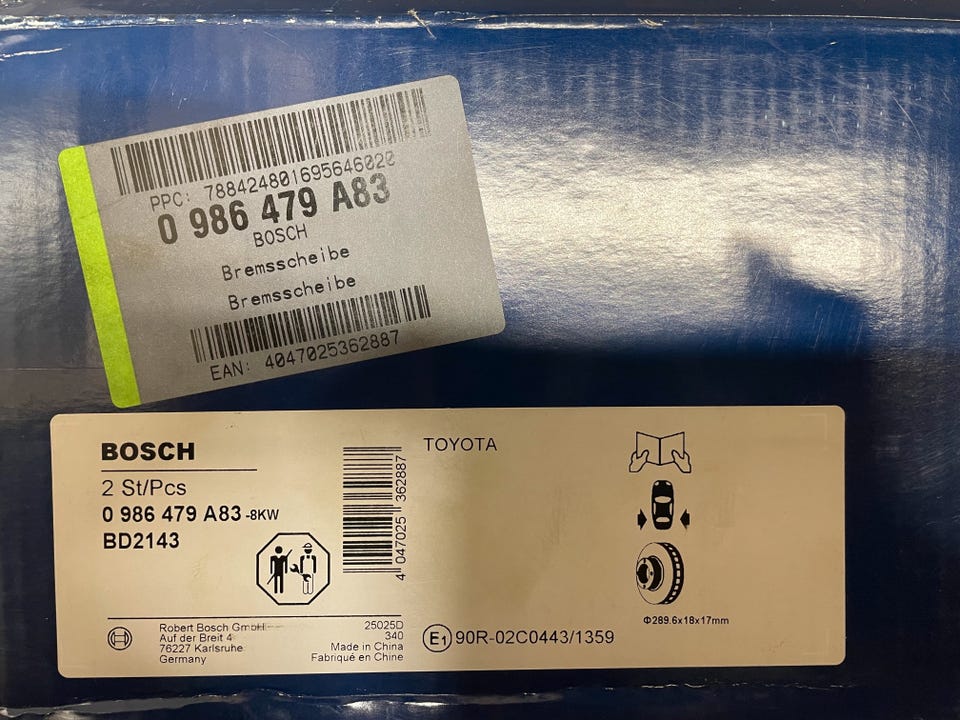 PPC: 788424801695646020
0 986 479 A83
BOSCH
Bremsscheibe
Bremsscheibe
EAN: 4047025362887
BOSCH
2 St/Pcs
0 986 479 A83-8KW
BD2143
4 047025 362887
TOYOTA
Φ289.6x18x17mm
Robert Bosch GmbH
Auf der Breit 4
76227 Karlsruhe
Germany
25025D
340
Made in China
Fabriqué en Chine
E1 90R-02C0443/1359